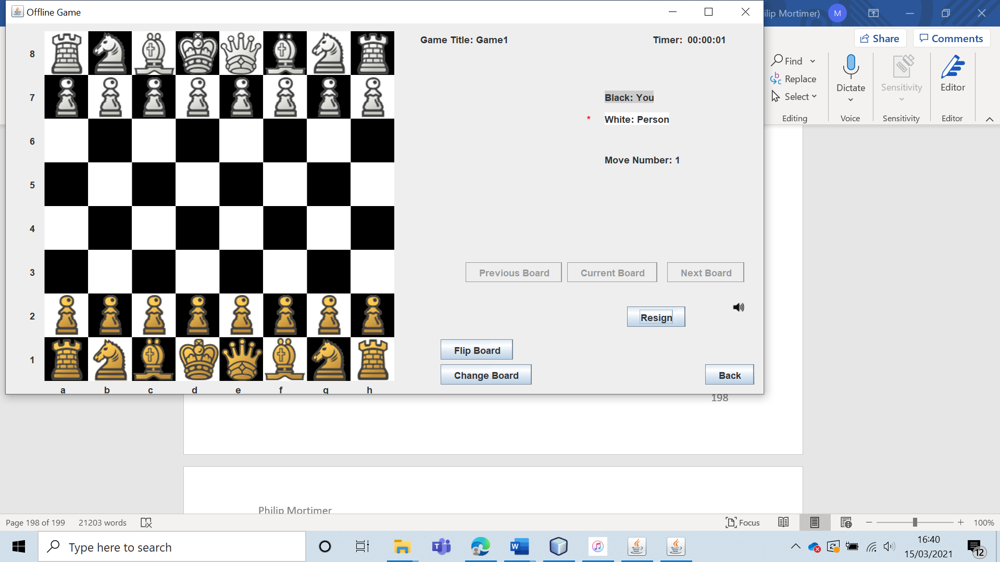 Offline Game
ilip Mortimer)
M
Share
Comments
Game Title: Game1
Timer: 00:00:01
Find
Replace
Select
Dictate
Sensitivity
Editor
Editing
Voice
Sensitivity
Editor
8
7
6
5
4
3
2
1
Black: You
* White: Person
Move Number: 1
Previous Board
Current Board
Next Board
Resign
Flip Board
Change Board
Back
a b c d e f g h
198
Philip Mortimer
Page 198 of 199
21203 words
Focus
100%
Type here to search
16:40
15/03/2021
12